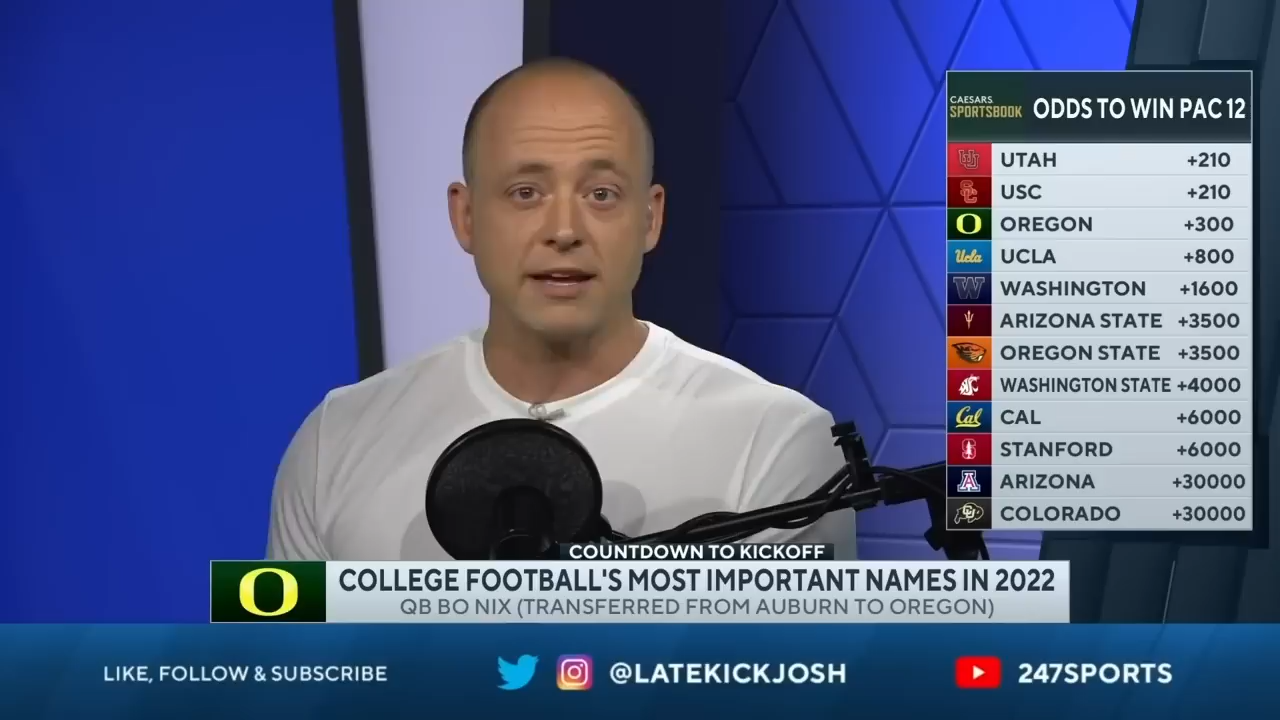 CAESARS
SPORTSBOOK
ODDS TO WIN PAC 12
UTAH +210
USC +210
OREGON +300
Ucla UCLA +800
W WASHINGTON +1600
ARIZONA STATE +3500
OREGON STATE +3500
WASHINGTON STATE +4000
Cal CAL +6000
STANFORD +6000
A ARIZONA +30000
CU COLORADO +30000
COUNTDOWN TO KICKOFF
COLLEGE FOOTBALL'S MOST IMPORTANT NAMES IN 2022
QB BO NIX (TRANSFERRED FROM AUBURN TO OREGON)
LIKE, FOLLOW & SUBSCRIBE
@LATEKICKJOSH
247SPORTS